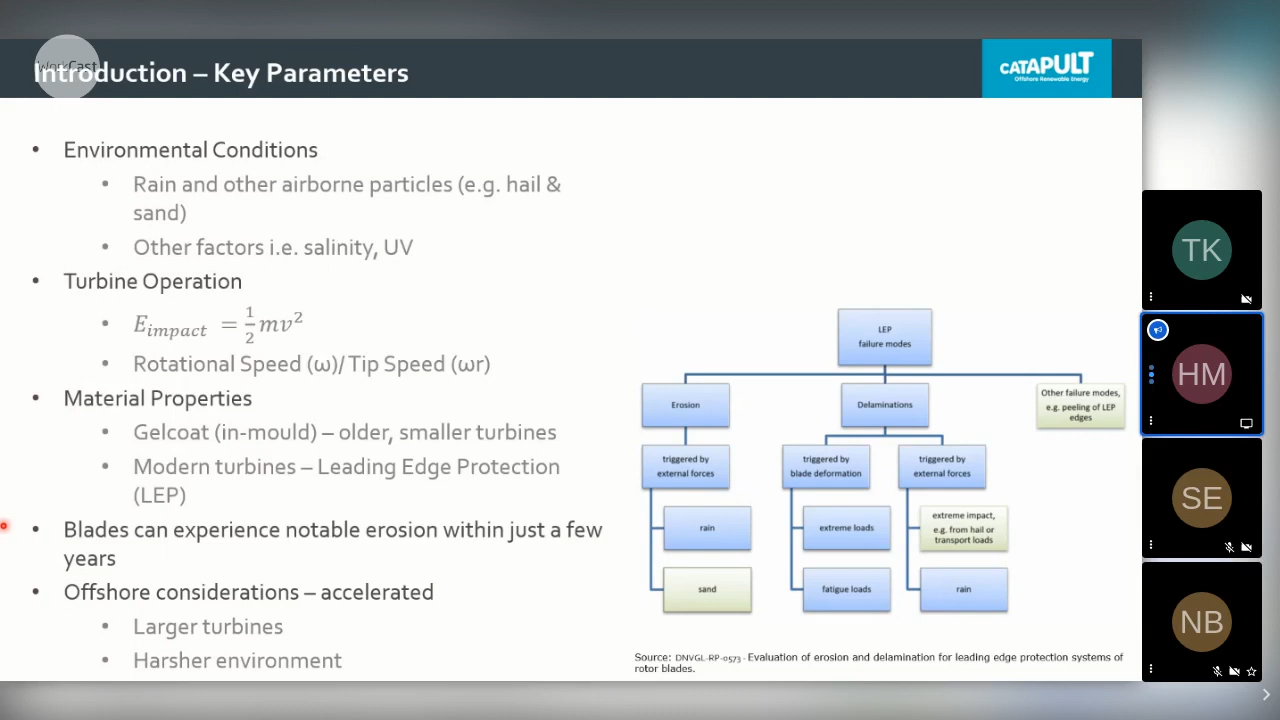 WorkCast
Introduction – Key Parameters
CATAPULT
Offshore Renewable Energy
• Environmental Conditions
• Rain and other airborne particles (e.g. hail &
sand)
• Other factors i.e. salinity, UV
• Turbine Operation
• E_impact = 1/2 mv²
• Rotational Speed (ω)/ Tip Speed (ωr)
• Material Properties
• Gelcoat (in-mould) – older, smaller turbines
• Modern turbines – Leading Edge Protection
(LEP)
• Blades can experience notable erosion within just a few
years
• Offshore considerations – accelerated
• Larger turbines
• Harsher environment
LEP
failure modes
Erosion
Delaminations
Other failure modes,
e.g. peeling of LEP
edges
triggered by
external forces
triggered by
blade deformation
triggered by
external forces
rain
extreme loads
extreme impact,
e.g. from hail or
transport loads
sand
fatigue loads
rain
Source: DNVGL-RP-0573 - Evaluation of erosion and delamination for leading edge protection systems of
rotor blades.
TK
HM
SE
NB